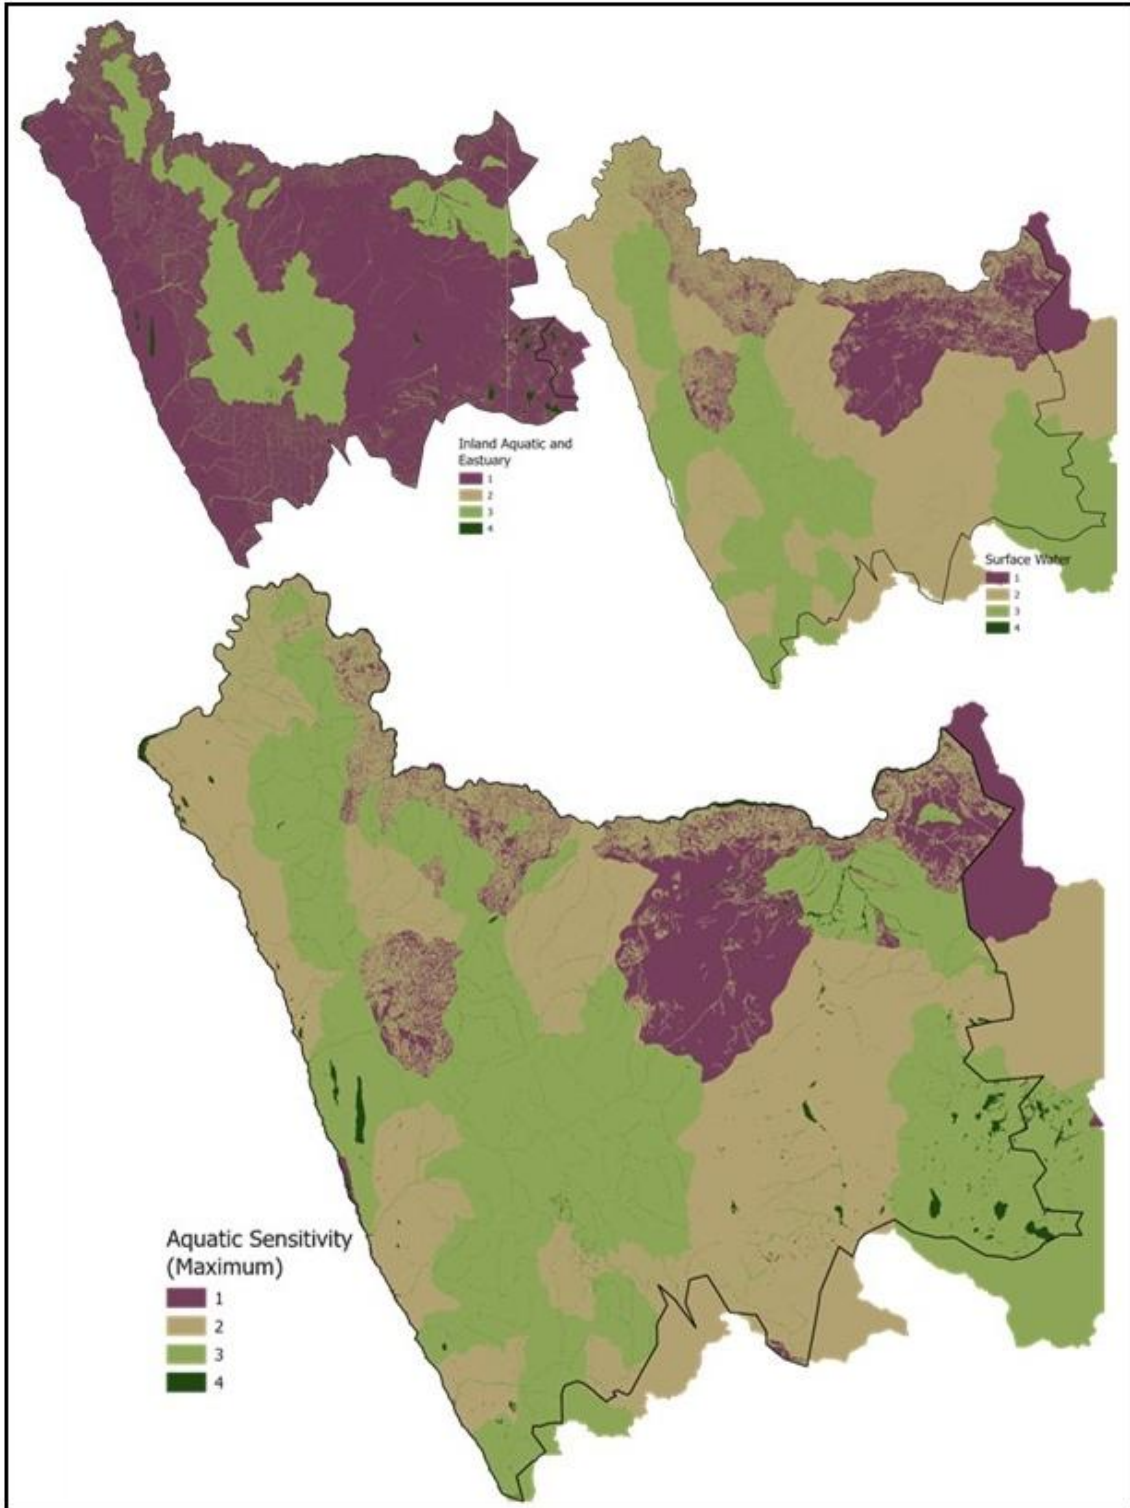 Inland Aquatic and
Eastuary
1
2
3
4
Surface Water
1
2
3
4
Aquatic Sensitivity
(Maximum)
1
2
3
4